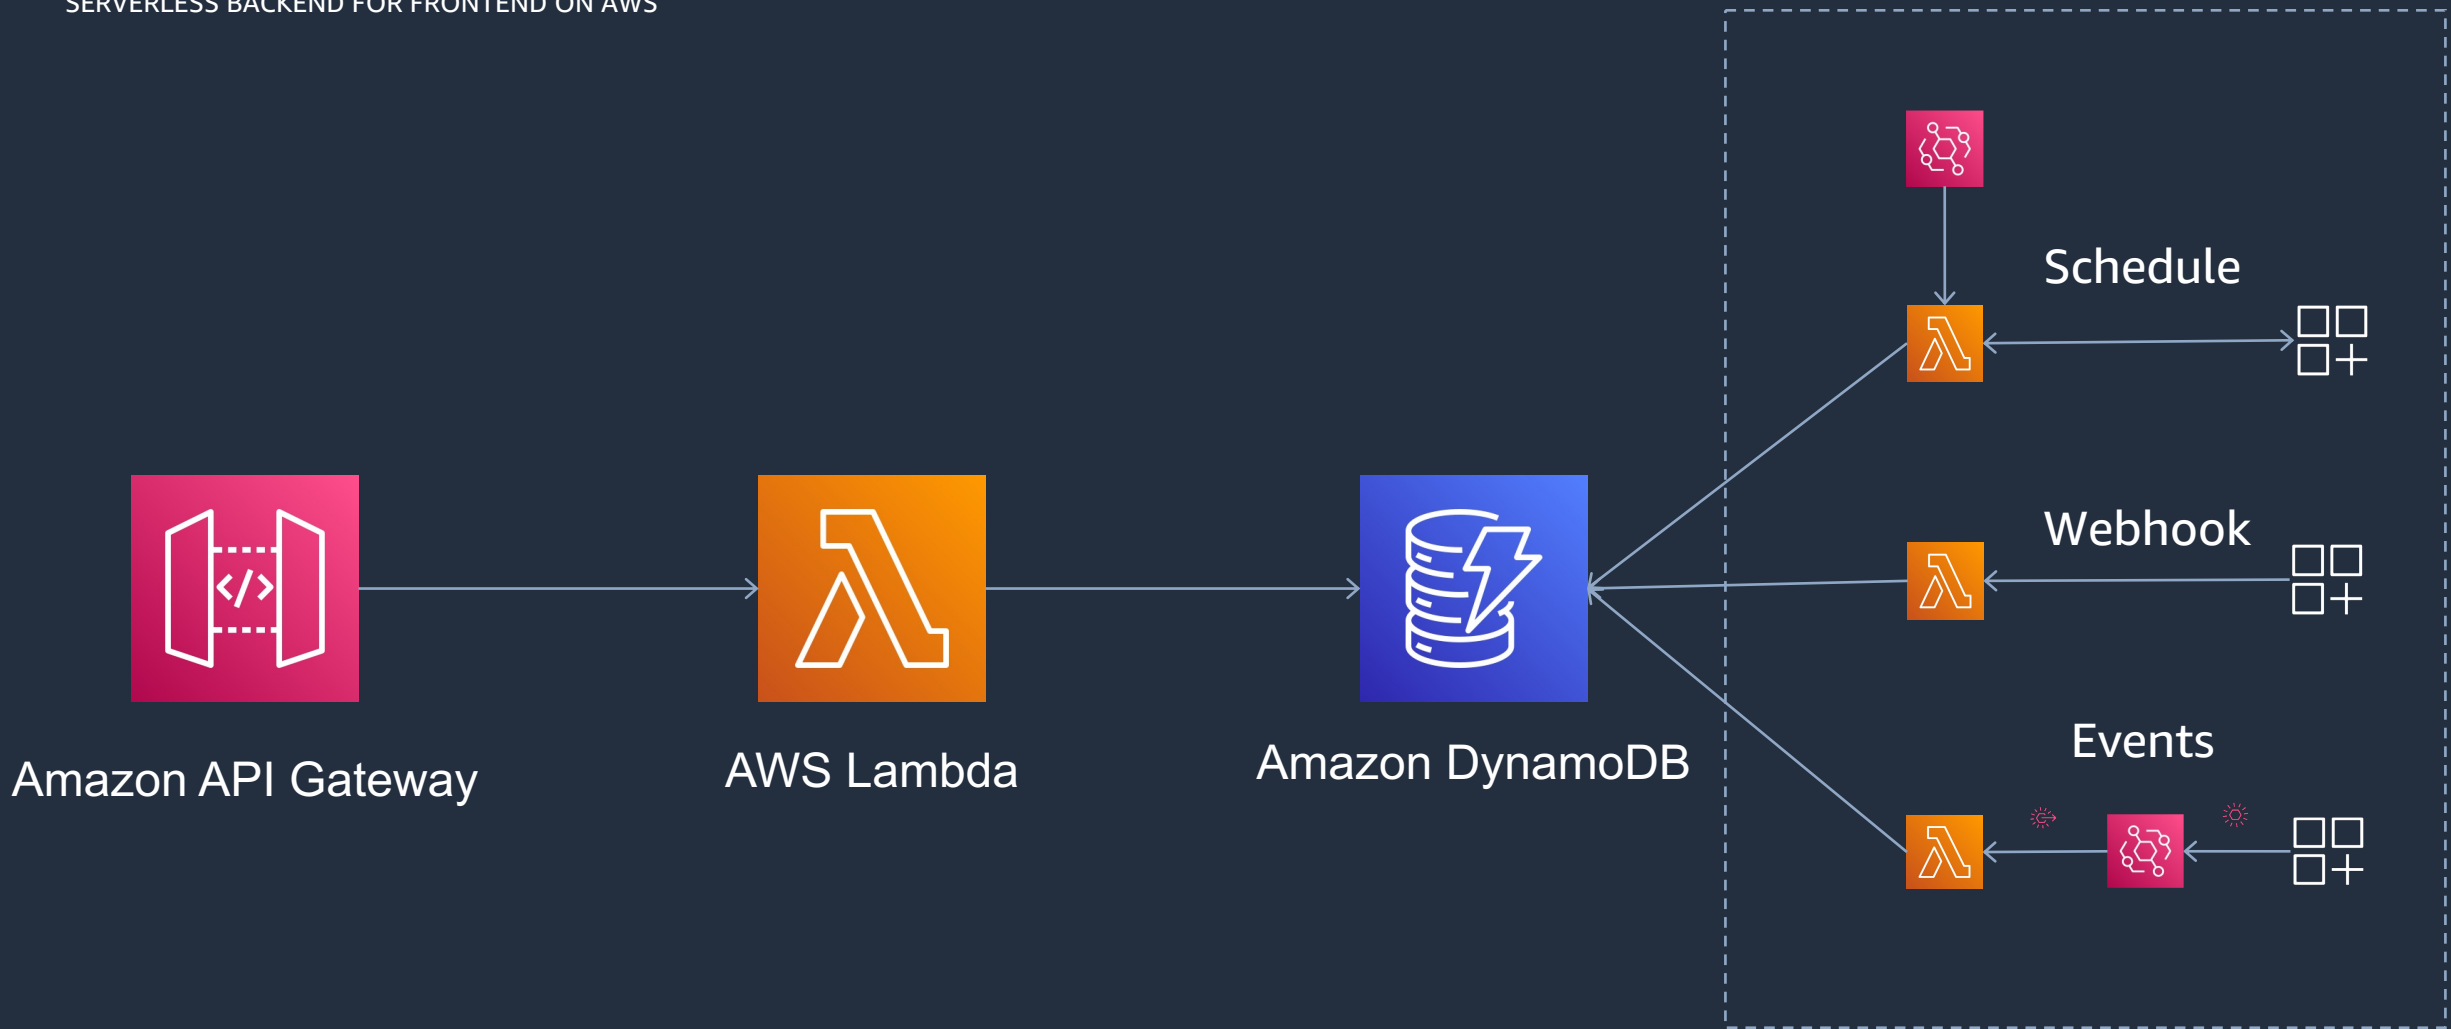 SERVERLESS BACKEND FOR FRONTEND ON AWS
Schedule
Webhook
Events
Amazon API Gateway
AWS Lambda
Amazon DynamoDB